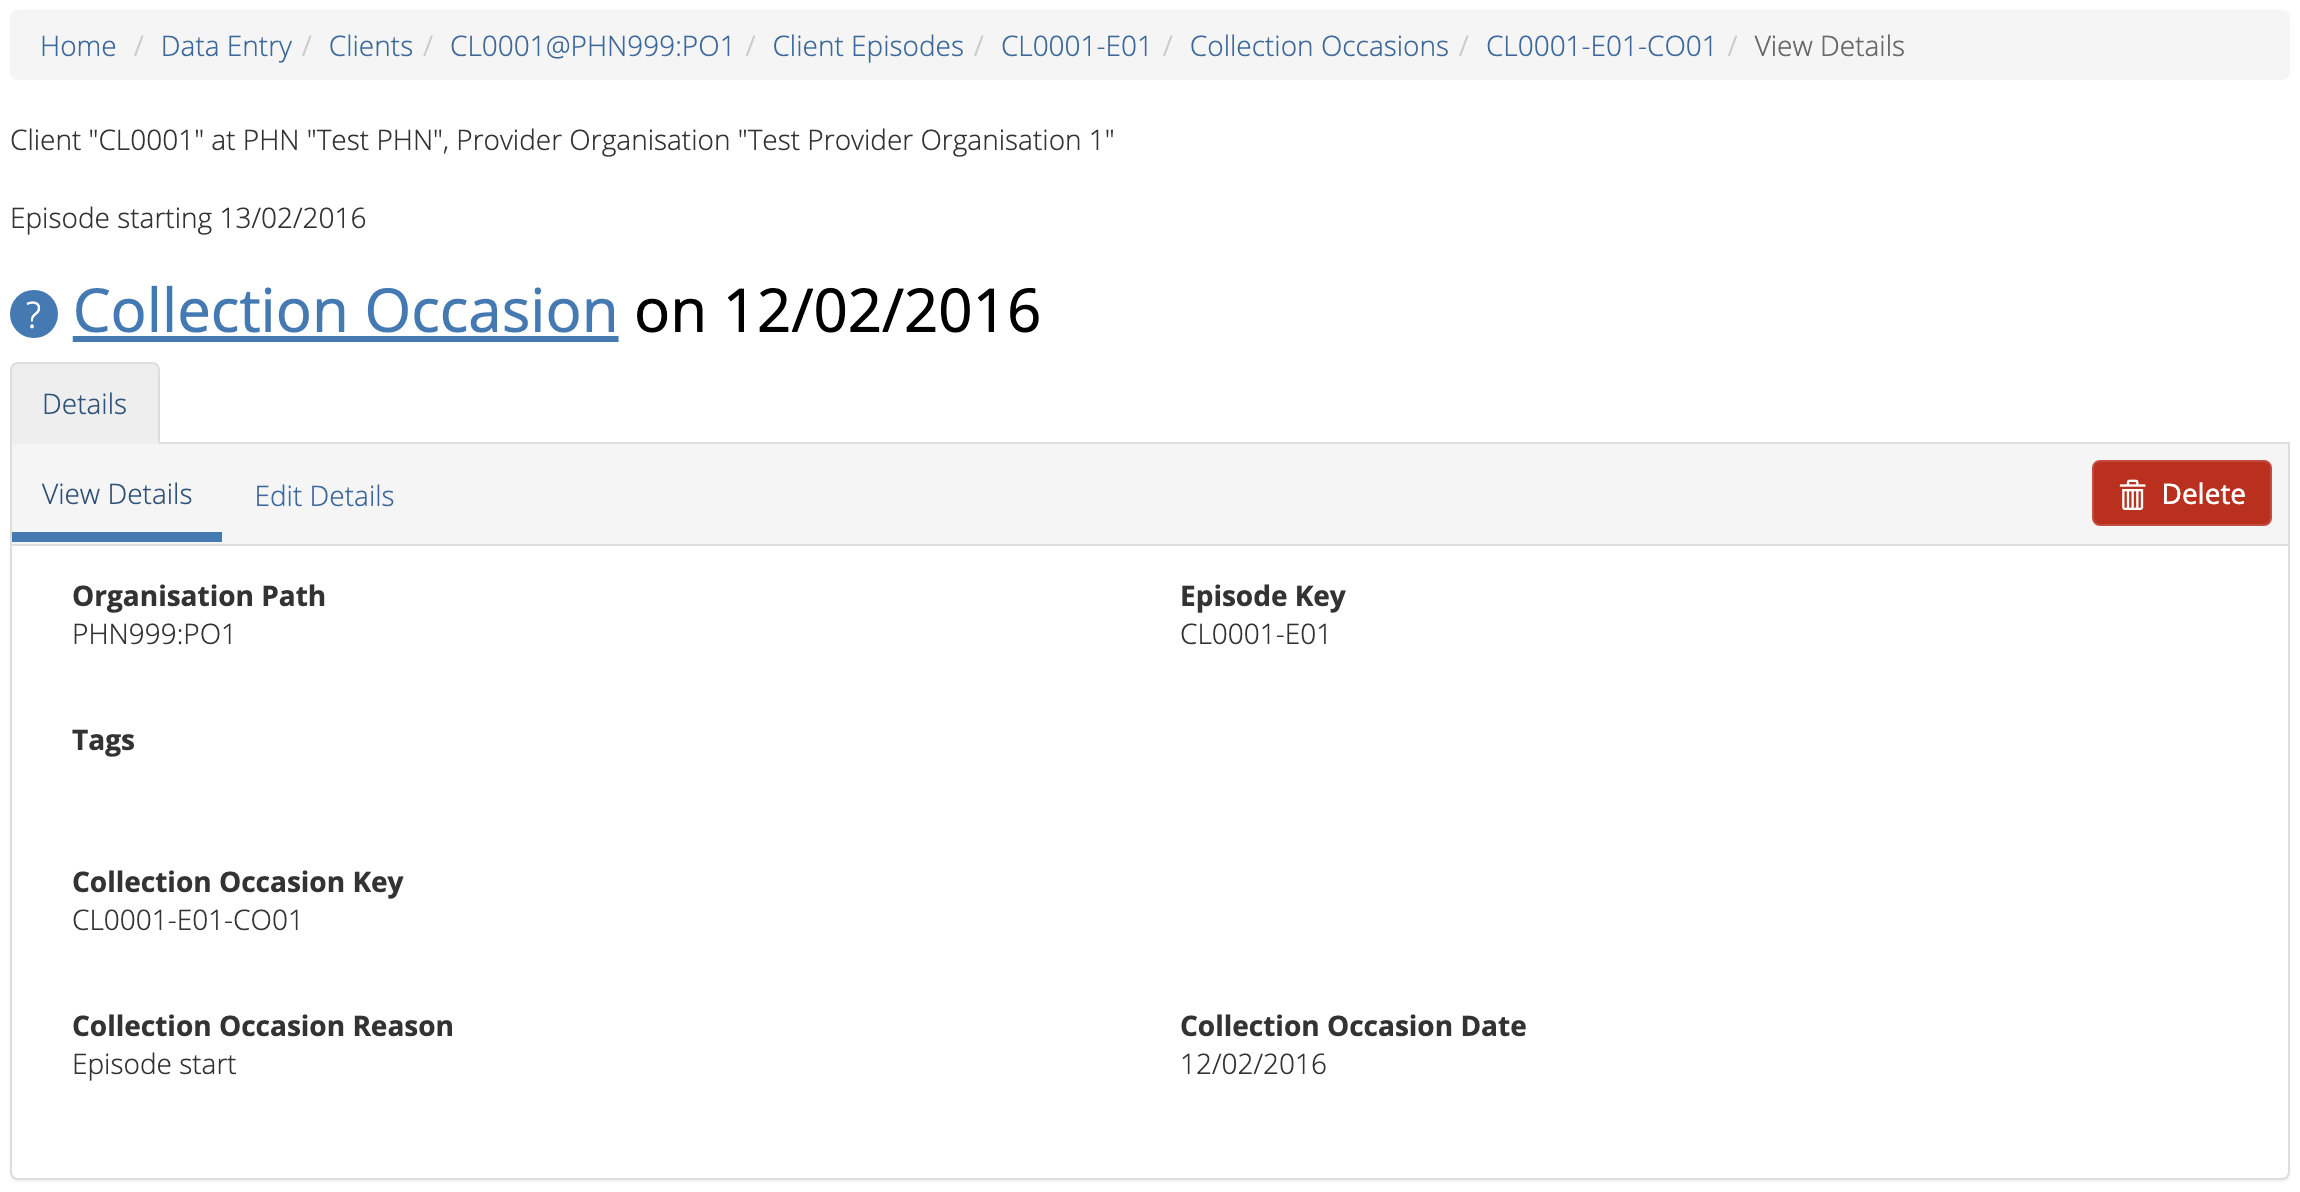 Home / Data Entry / Clients / CL0001@PHN999:PO1 / Client Episodes / CL0001-E01 / Collection Occasions / CL0001-E01-CO01 / View Details
Client "CL0001" at PHN "Test PHN", Provider Organisation "Test Provider Organisation 1"
Episode starting 13/02/2016
? Collection Occasion on 12/02/2016
Details
View Details Edit Details Delete
Organisation Path Episode Key
PHN999:PO1 CL0001-E01
Tags
Collection Occasion Key
CL0001-E01-CO01
Collection Occasion Reason Collection Occasion Date
Episode start 12/02/2016